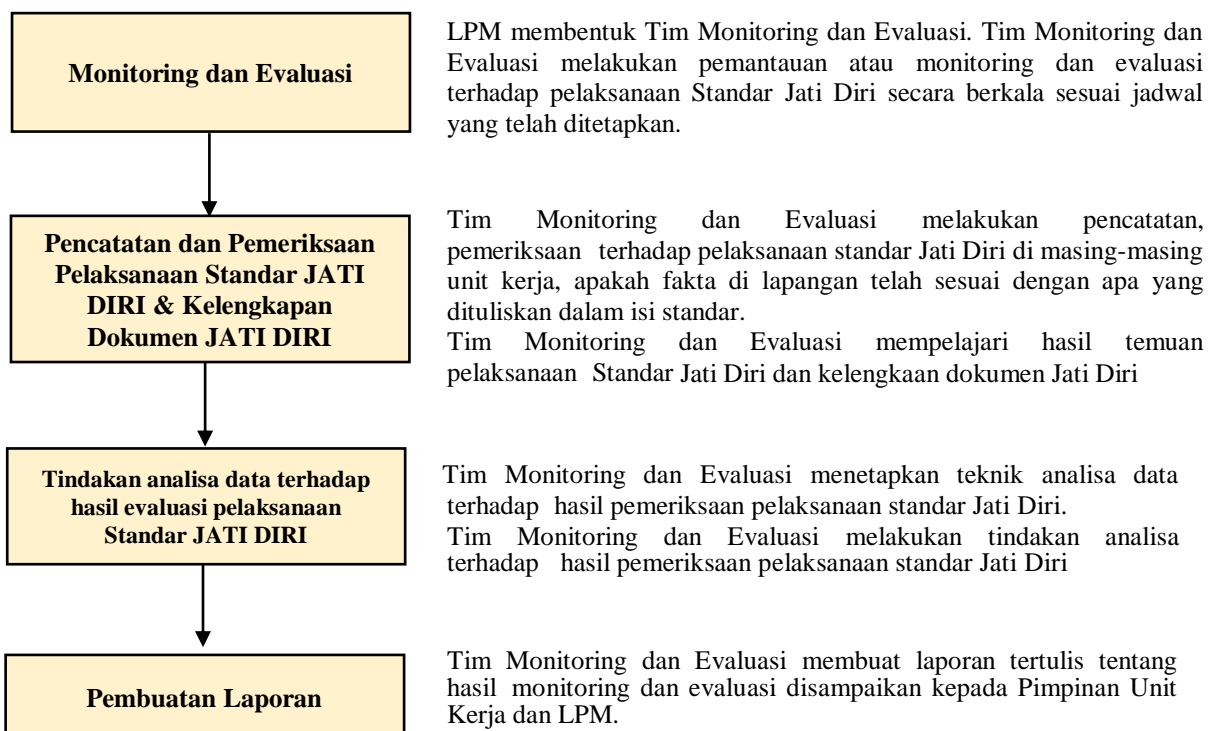 Monitoring dan Evaluasi
LPM membentuk Tim Monitoring dan Evaluasi. Tim Monitoring dan
Evaluasi melakukan pemantauan atau monitoring dan evaluasi
terhadap pelaksanaan Standar Jati Diri secara berkala sesuai jadwal
yang telah ditetapkan.
Pencatatan dan Pemeriksaan
Pelaksanaan Standar JATI
DIRI & Kelengkapan
Dokumen JATI DIRI
Tim Monitoring dan Evaluasi melakukan pencatatan,
pemeriksaan terhadap pelaksanaan standar Jati Diri di masing-masing
unit kerja, apakah fakta di lapangan telah sesuai dengan apa yang
dituliskan dalam isi standar.
Tim Monitoring dan Evaluasi mempelajari hasil temuan
pelaksanaan Standar Jati Diri dan kelengkaan dokumen Jati Diri
Tindakan analisa data terhadap
hasil evaluasi pelaksanaan
Standar JATI DIRI
Tim Monitoring dan Evaluasi menetapkan teknik analisa data
terhadap hasil pemeriksaan pelaksanaan standar Jati Diri.
Tim Monitoring dan Evaluasi melakukan tindakan analisa
terhadap hasil pemeriksaan pelaksanaan standar Jati Diri
Pembuatan Laporan
Tim Monitoring dan Evaluasi membuat laporan tertulis tentang
hasil monitoring dan evaluasi disampaikan kepada Pimpinan Unit
Kerja dan LPM.